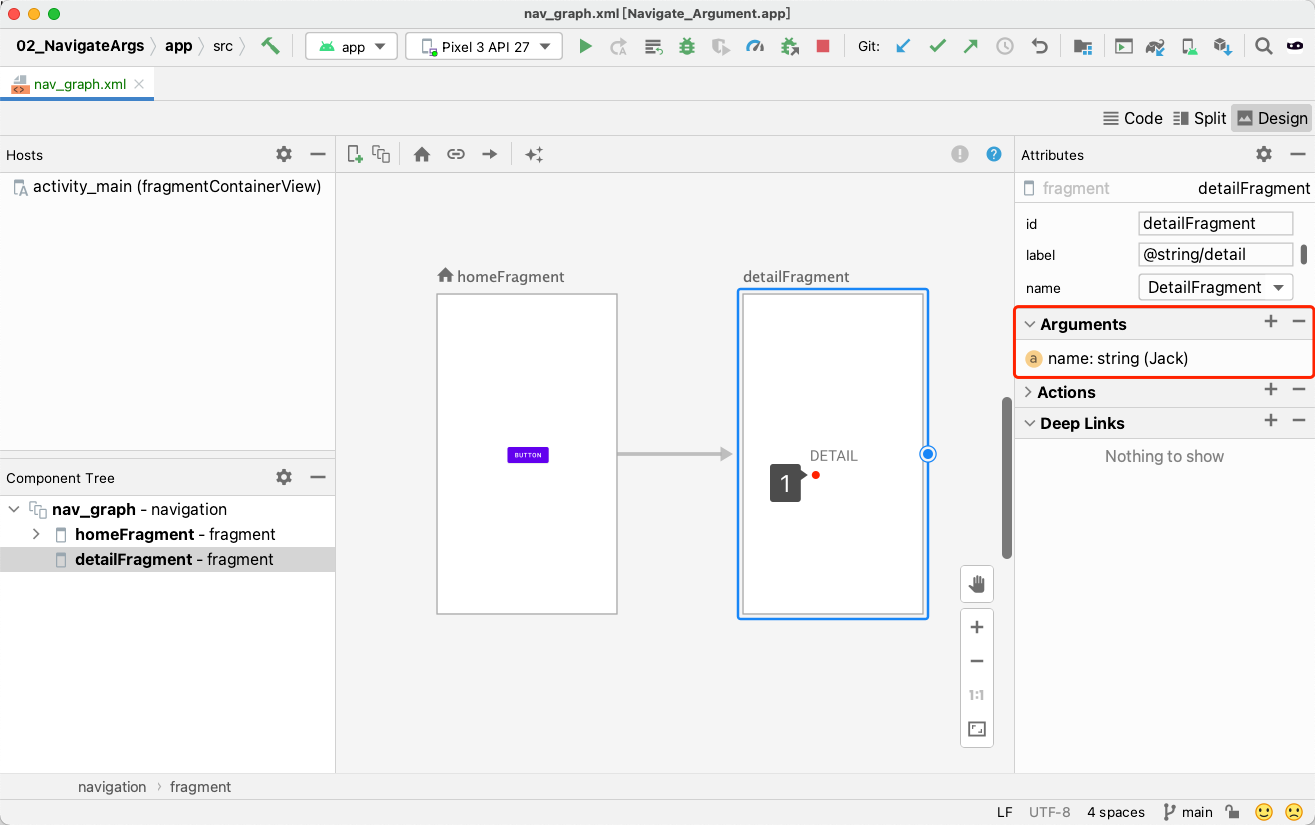 nav_graph.xml [Navigate_Argument.app]
02_NavigateArgs app src app Pixel 3 API 27 Git:
nav_graph.xml
Code Split Design
Hosts
activity_main (fragmentContainerView)
Component Tree
nav_graph - navigation
homeFragment - fragment
detailFragment - fragment
homeFragment
BUTTON
detailFragment
DETAIL
1
1:1
Attributes
fragment detailFragment
id detailFragment
label @string/detail
name DetailFragment
Arguments
a name: string (Jack)
Actions
Deep Links
Nothing to show
navigation › fragment
LF UTF-8 4 spaces main